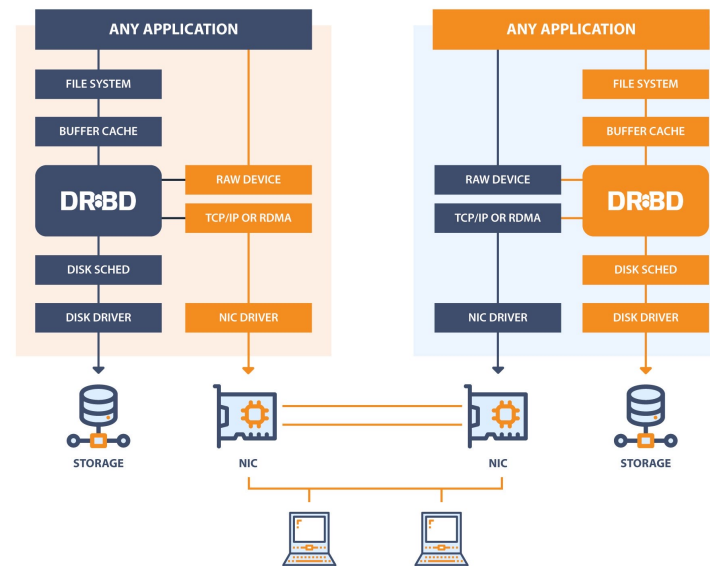 ANY APPLICATION
FILE SYSTEM
BUFFER CACHE
RAW DEVICE
DRBD
TCP/IP OR RDMA
DISK SCHED
DISK DRIVER
NIC DRIVER
STORAGE
NIC
ANY APPLICATION
FILE SYSTEM
BUFFER CACHE
RAW DEVICE
DRBD
TCP/IP OR RDMA
DISK SCHED
NIC DRIVER
DISK DRIVER
NIC
STORAGE